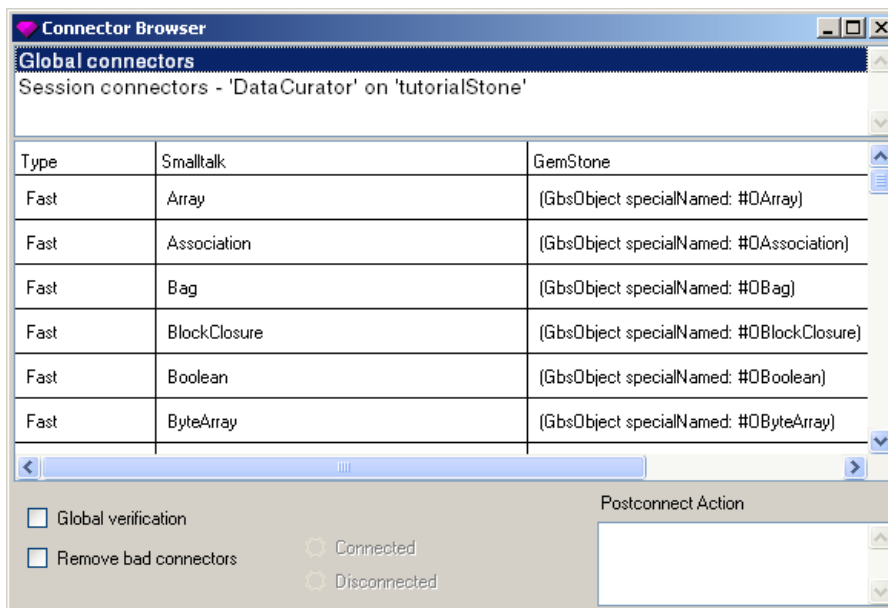 Connector Browser
Global connectors
Session connectors - 'DataCurator' on 'tutorialStone'
Type Smalltalk GemStone
Fast Array (GbsObject specialNamed: #OArray)
Fast Association (GbsObject specialNamed: #OAssociation)
Fast Bag (GbsObject specialNamed: #OBag)
Fast BlockClosure (GbsObject specialNamed: #OBlockClosure)
Fast Boolean (GbsObject specialNamed: #OBoolean)
Fast ByteArray (GbsObject specialNamed: #OByteArray)
Global verification
Remove bad connectors
Connected
Disconnected
Postconnect Action